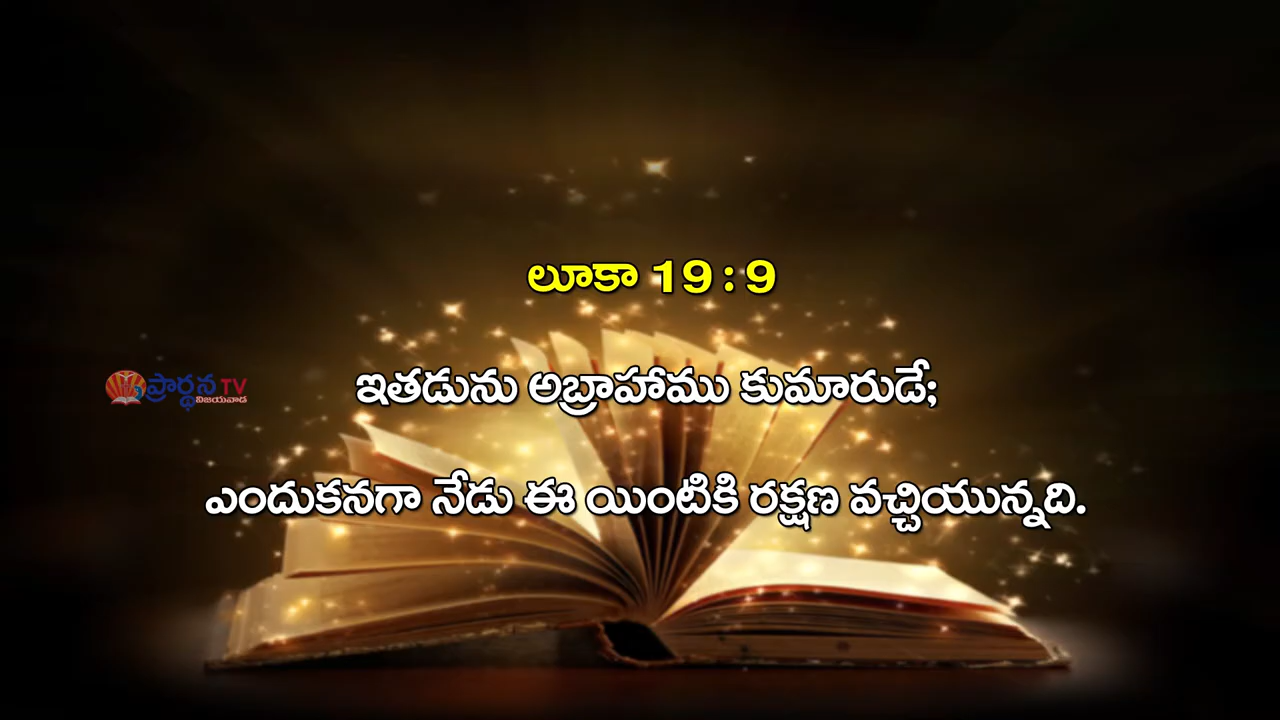 లూకా 19 : 9
ప్రార్థన TV
విజయవాడ
ఇతడును అబ్రాహాము కుమారుడే;
ఎందుకనగా నేడు ఈ యింటికి రక్షణ వచ్చియున్నది.